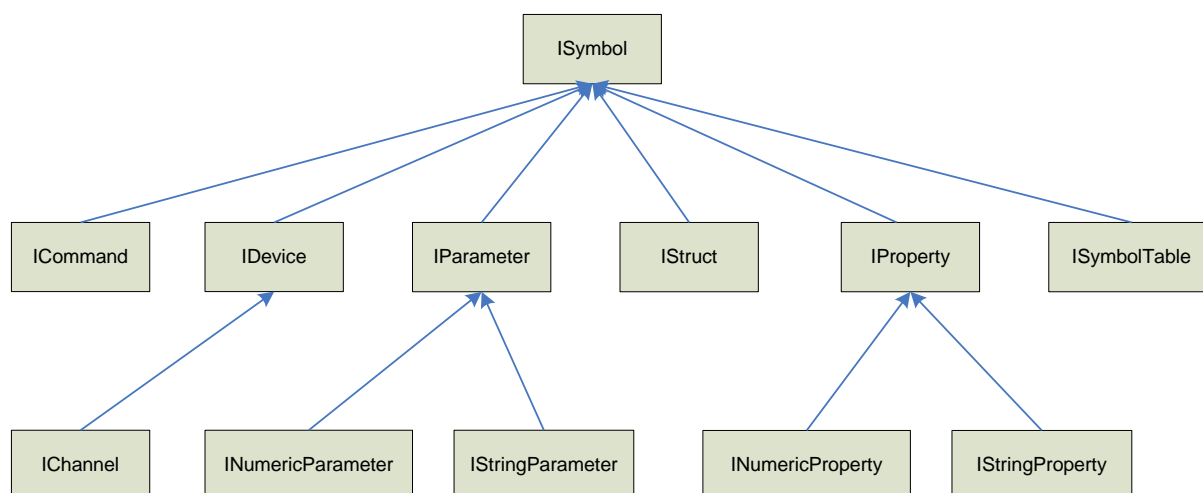 ISymbol
ICommand
IDevice
IParameter
IStruct
IProperty
ISymbolTable
IChannel
INumericParameter
IStringParameter
INumericProperty
IStringProperty